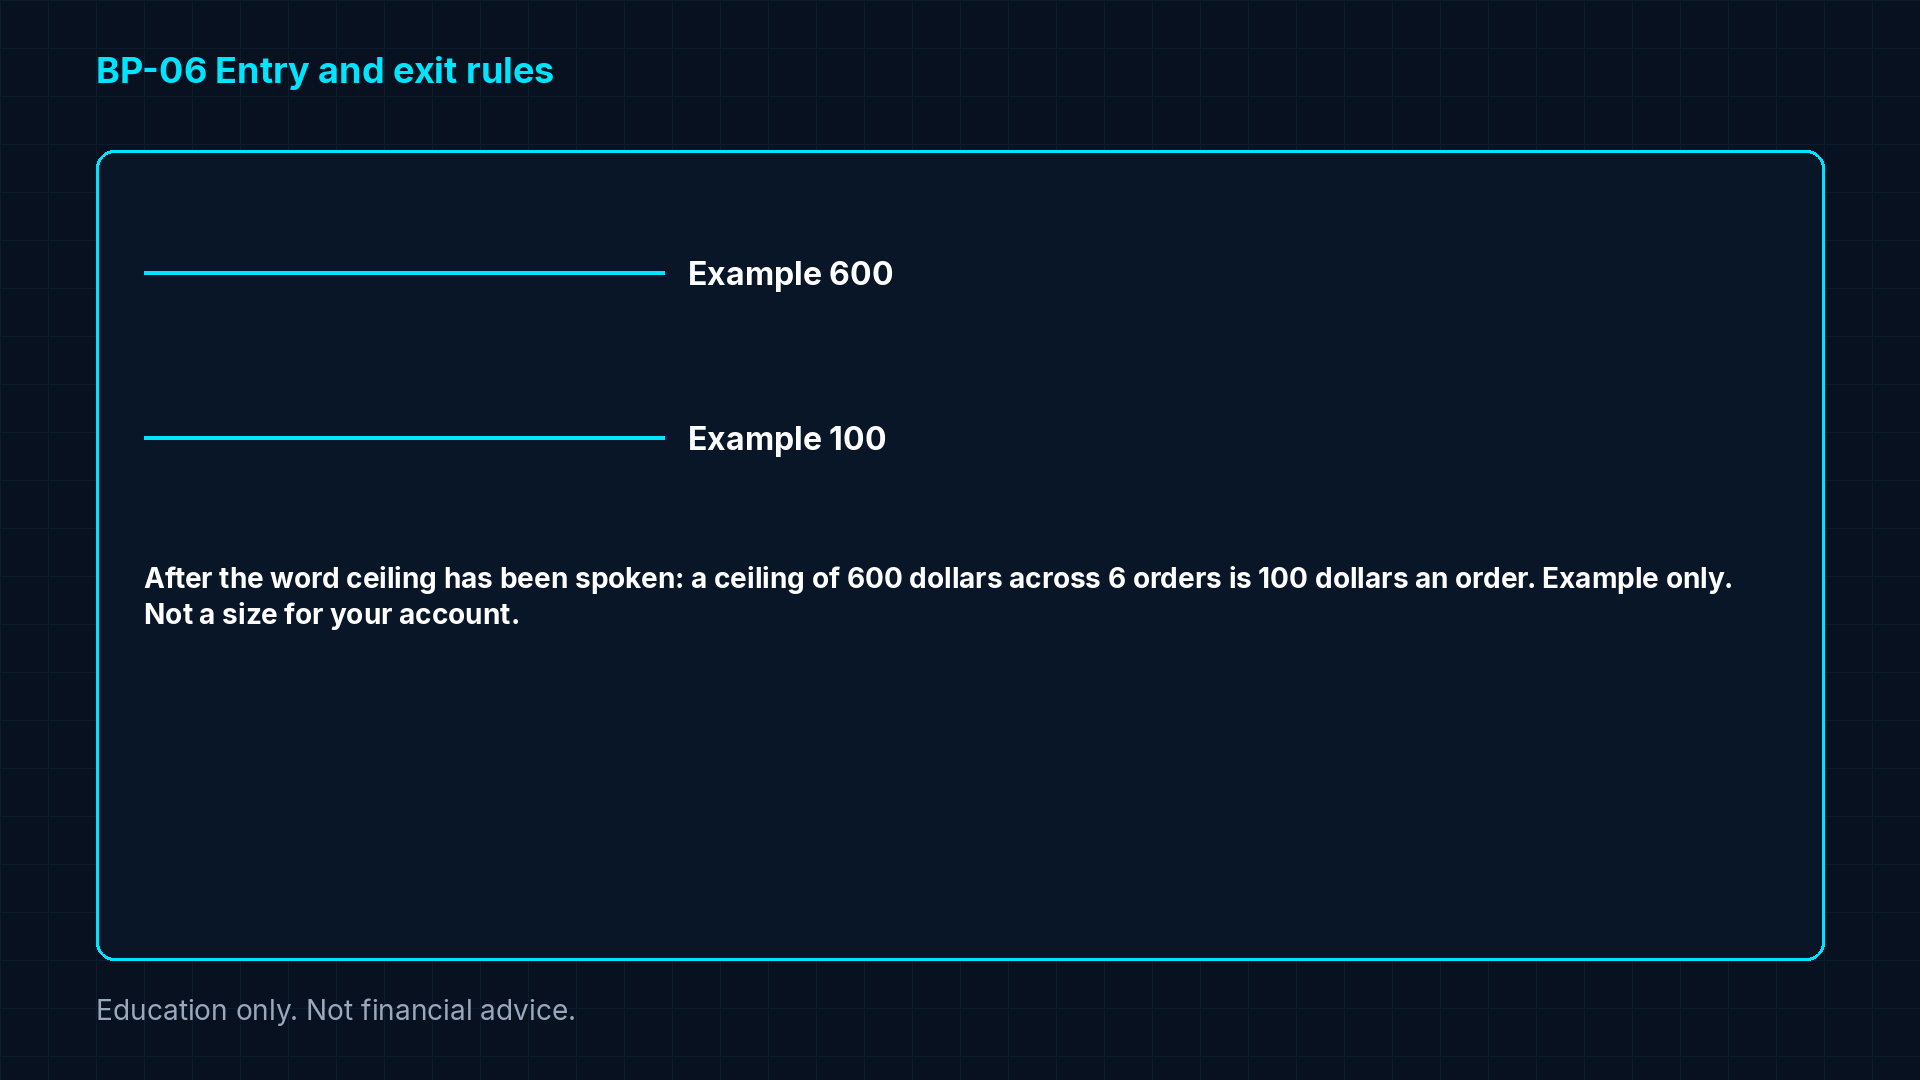 BP-06 Entry and exit rules
Example 600
Example 100
After the word ceiling has been spoken: a ceiling of 600 dollars across 6 orders is 100 dollars an order. Example only.
Not a size for your account.
Education only. Not financial advice.